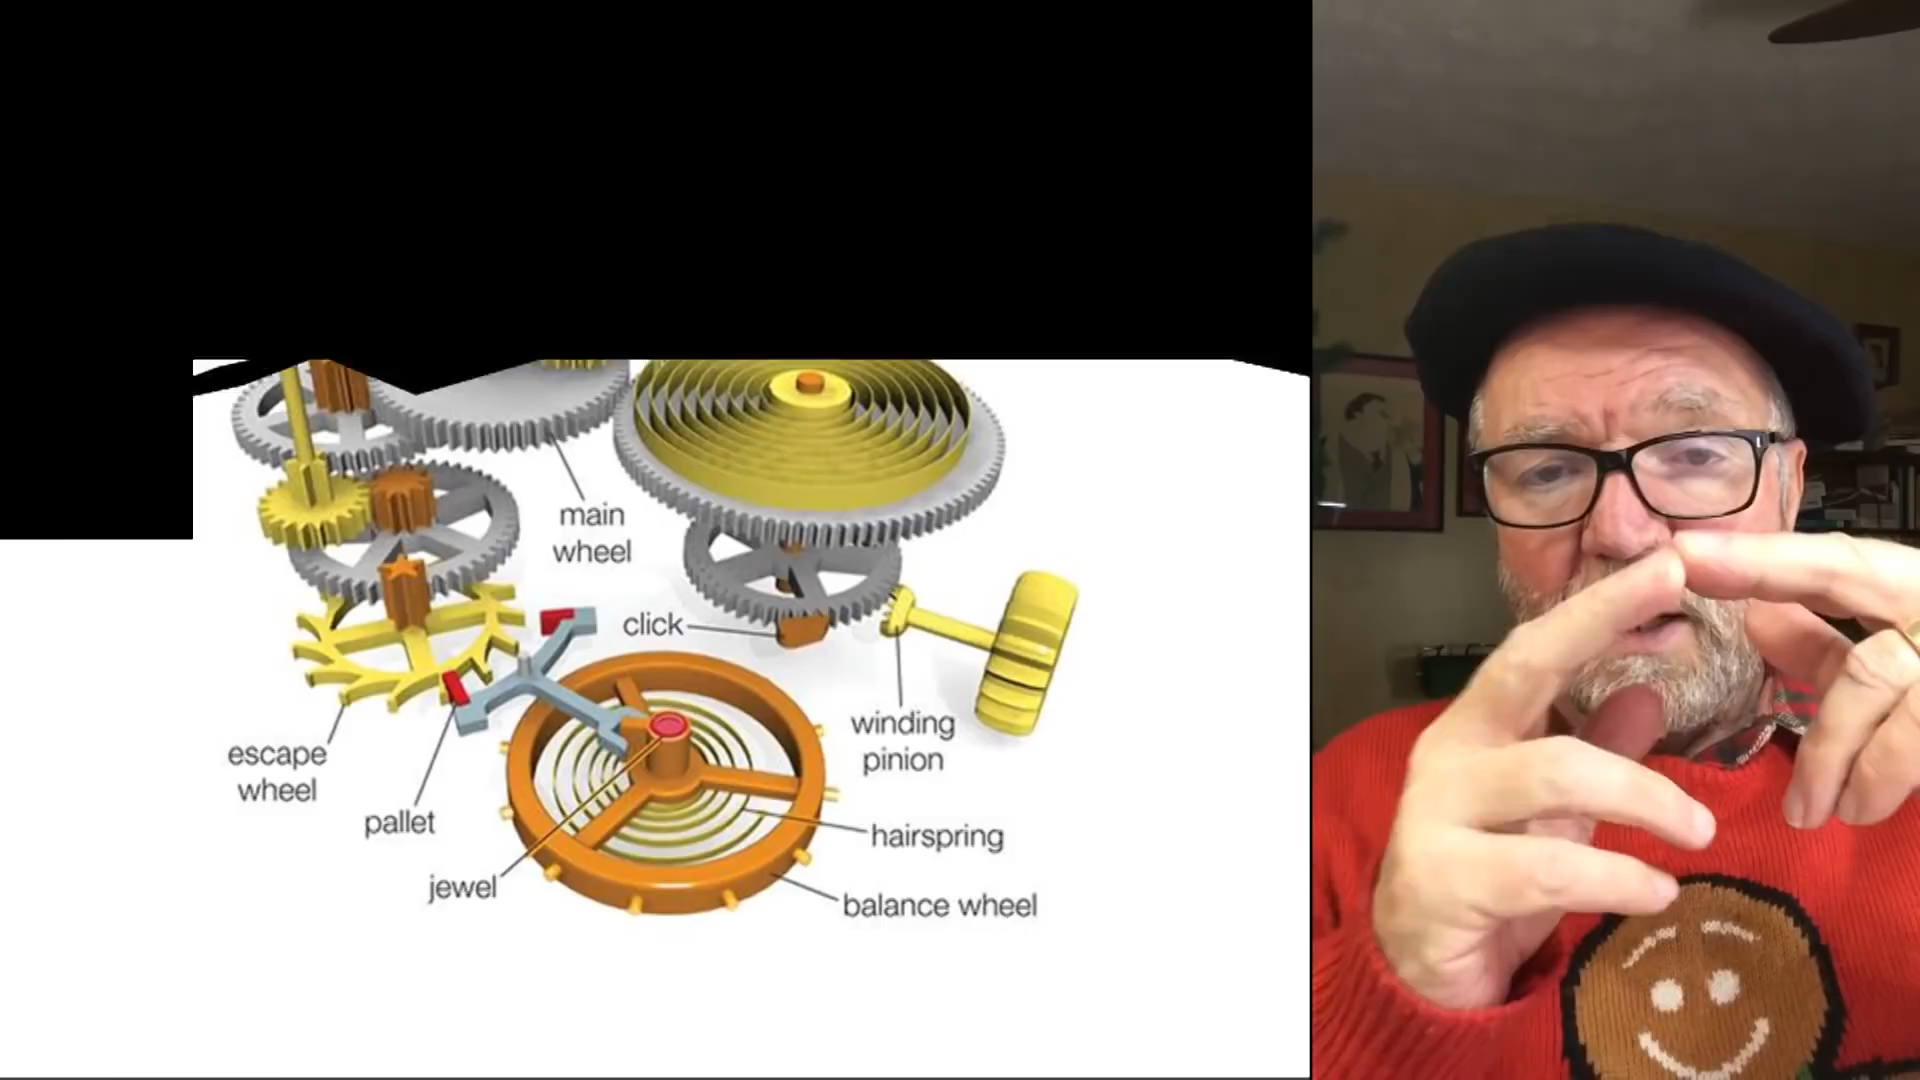 main
wheel
click
winding
pinion
escape
wheel
pallet
hairspring
jewel
balance wheel